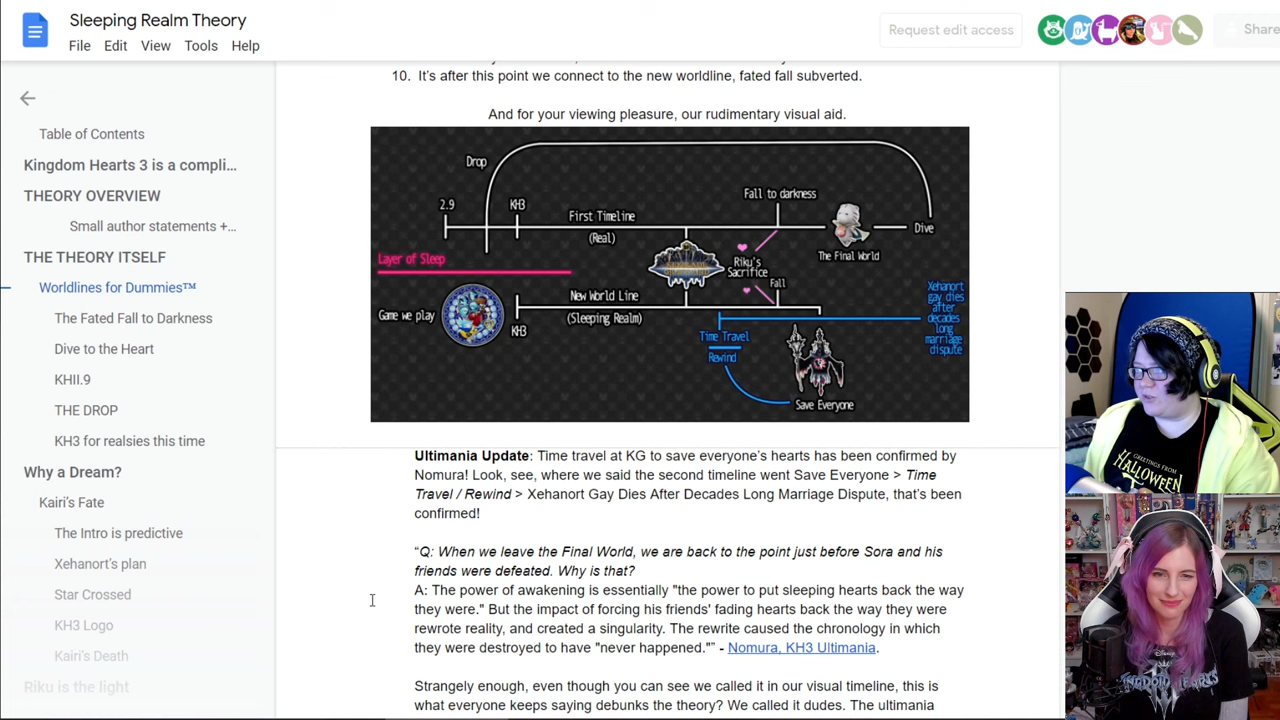 Sleeping Realm Theory
File Edit View Tools Help
Request edit access
Share
Table of Contents
Kingdom Hearts 3 is a compli...
THEORY OVERVIEW
Small author statements +...
THE THEORY ITSELF
Worldlines for Dummies™
The Fated Fall to Darkness
Dive to the Heart
KHII.9
THE DROP
KH3 for realsies this time
Why a Dream?
Kairi's Fate
The Intro is predictive
Xehanort's plan
Star Crossed
KH3 Logo
Kairi's Death
Riku is the light
10. It's after this point we connect to the new worldline, fated fall subverted.
And for your viewing pleasure, our rudimentary visual aid.
Drop
2.9
KH3
First Timeline
(Real)
Fall to darkness
The Final World
Dive
Layer of Sleep
Riku's
Sacrifice
Fall
Game we play
KH3
New World Line
(Sleeping Realm)
Time Travel
Rewind
Save Everyone
Xehanort
gay dies
after
decades
long
marriage
dispute
Ultimania Update: Time travel at KG to save everyone's hearts has been confirmed by
Nomura! Look, see, where we said the second timeline went Save Everyone > Time
Travel / Rewind > Xehanort Gay Dies After Decades Long Marriage Dispute, that's been
confirmed!
“Q: When we leave the Final World, we are back to the point just before Sora and his
friends were defeated. Why is that?
A: The power of awakening is essentially "the power to put sleeping hearts back the way
they were." But the impact of forcing his friends' fading hearts back the way they were
rewrote reality, and created a singularity. The rewrite caused the chronology in which
they were destroyed to have "never happened."” - Nomura, KH3 Ultimania.
Strangely enough, even though you can see we called it in our visual timeline, this is
what everyone keeps saying debunks the theory? We called it dudes. The ultimania
GREETINGS FROM
HALLOWEEN
Disney
KINGDOM HEARTS